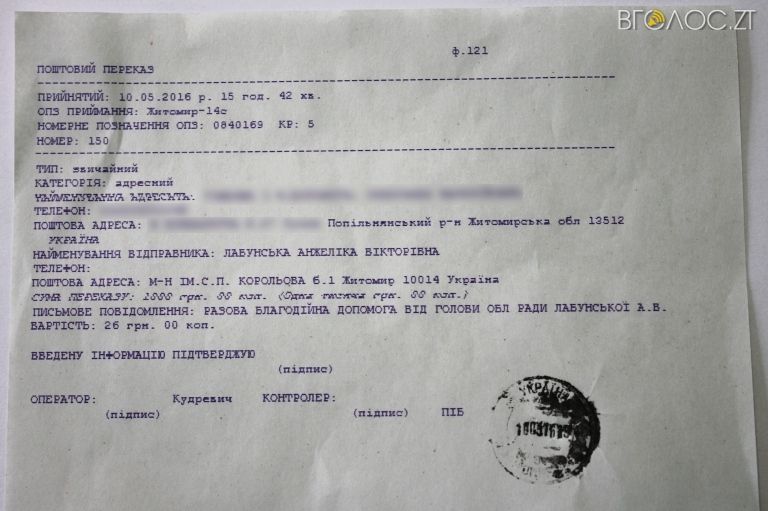 ВГОЛОС.ZT
ф.121
ПОШТОВИЙ ПЕРЕКАЗ
ПРИЙНЯТИЙ: 10.05.2016 р. 15 год. 42 хв.
ОПЗ ПРИЙМАННЯ: Житомир-14с
НОМЕРНЕ ПОЗНАЧЕННЯ ОПЗ: 0840169 КР: 5
НОМЕР: 150
ТИП: звичайний
КАТЕГОРІЯ: адресний
НАЙМЕНУВАННЯ АДРЕСАТА:
ТЕЛЕФОН:
ПОШТОВА АДРЕСА: Попільнянський р-н Житомирська обл 13512
УКРАЇНА
НАЙМЕНУВАННЯ ВІДПРАВНИКА: ЛАБУНСЬКА АНЖЕЛІКА ВІКТОРІВНА
ТЕЛЕФОН:
ПОШТОВА АДРЕСА: М-Н ІМ.С.П. КОРОЛЬОВА б.1 Житомир 10014 Україна
СУМА ПЕРЕКАЗУ: 1000 грн. 00 коп. (Одна тисяча грн. 00 коп.)
ПИСЬМОВЕ ПОВІДОМЛЕННЯ: РАЗОВА БЛАГОДІЙНА ДОПОМОГА ВІД ГОЛОВИ ОБЛ РАДИ ЛАБУНСЬКОЇ А.В.
ВАРТІСТЬ: 26 грн. 00 коп.
ВВЕДЕНУ ІНФОРМАЦІЮ ПІДТВЕРДЖУЮ
(підпис)
ОПЕРАТОР: Кудревич КОНТРОЛЕР:
(підпис) (підпис) ПІБ
УКРАЇНА